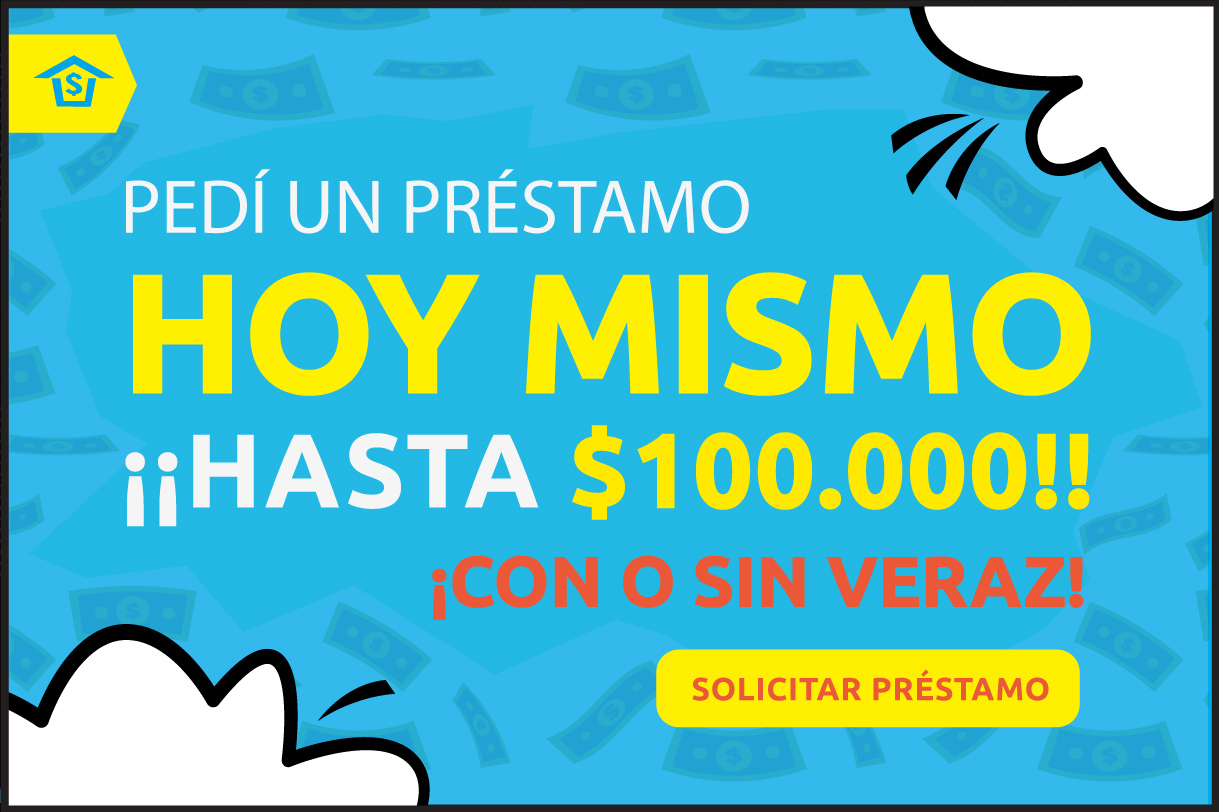 PEDÍ UN PRÉSTAMO
HOY MISMO
¡¡HASTA $100.000!!
¡CON O SIN VERAZ!
SOLICITAR PRÉSTAMO